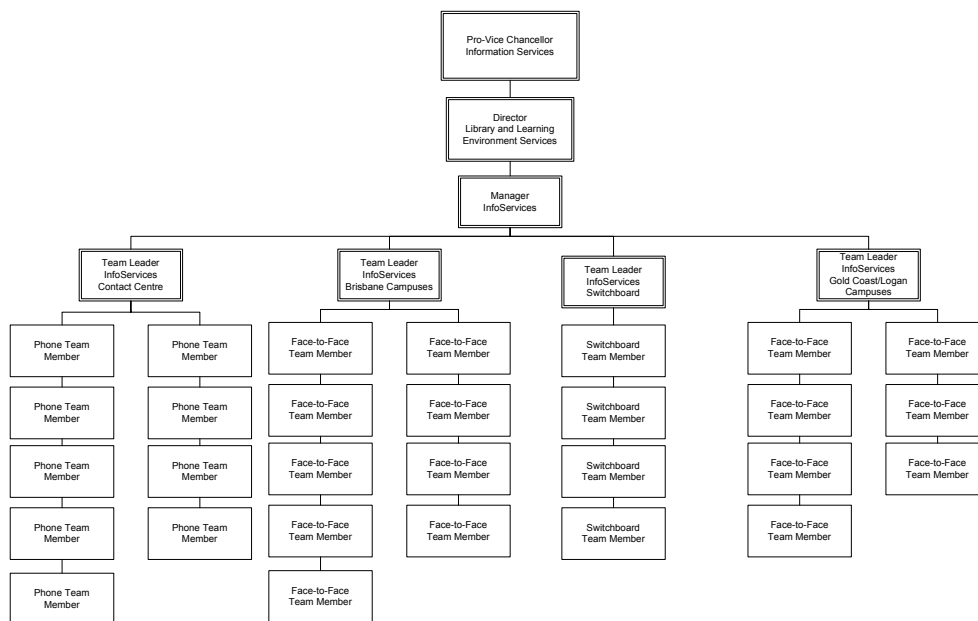 Pro-Vice Chancellor
Information Services
Director
Library and Learning
Environment Services
Manager
InfoServices
Team Leader
InfoServices
Contact Centre
Team Leader
InfoServices
Brisbane Campuses
Team Leader
InfoServices
Switchboard
Team Leader
InfoServices
Gold Coast/Logan
Campuses
Phone Team
Member
Phone Team
Member
Face-to-Face
Team Member
Face-to-Face
Team Member
Switchboard
Team Member
Face-to-Face
Team Member
Face-to-Face
Team Member
Phone Team
Member
Phone Team
Member
Face-to-Face
Team Member
Face-to-Face
Team Member
Switchboard
Team Member
Face-to-Face
Team Member
Face-to-Face
Team Member
Phone Team
Member
Phone Team
Member
Face-to-Face
Team Member
Face-to-Face
Team Member
Switchboard
Team Member
Face-to-Face
Team Member
Face-to-Face
Team Member
Phone Team
Member
Phone Team
Member
Face-to-Face
Team Member
Face-to-Face
Team Member
Switchboard
Team Member
Face-to-Face
Team Member
Phone Team
Member
Face-to-Face
Team Member